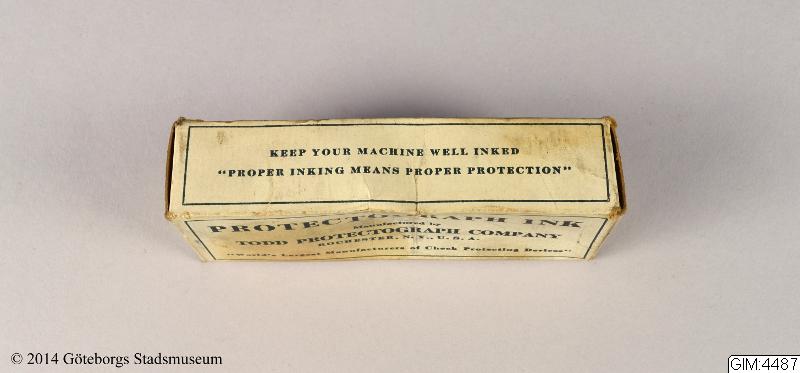 KEEP YOUR MACHINE WELL INKED
"PROPER INKING MEANS PROPER PROTECTION"
PROTECTOGRAPH INK
Manufactured by
TODD PROTECTOGRAPH COMPANY
ROCHESTER, N. Y., U. S. A.
"World's Largest Manufacturers of Check Protecting Devices"
© 2014 Göteborgs Stadsmuseum
GIM:4487